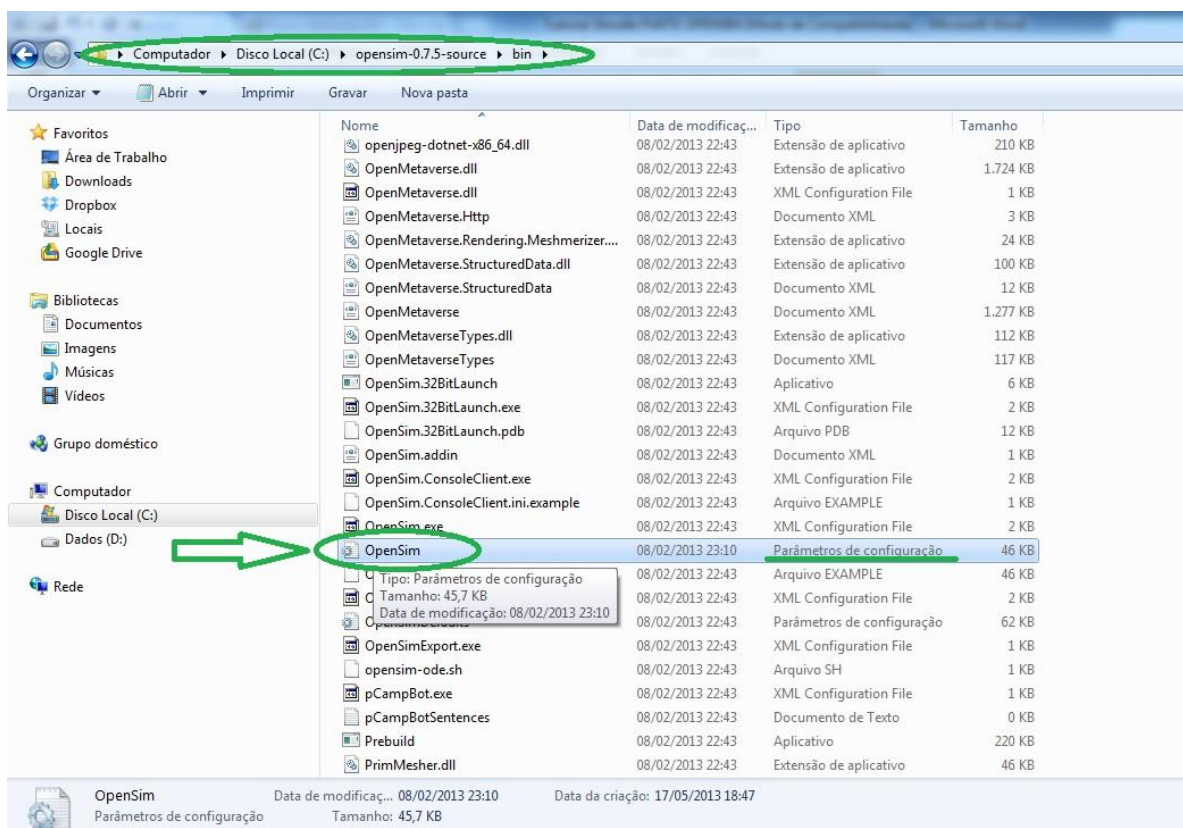 Computador Disco Local (C:) opensim-0.7.5-source bin
Organizar Abrir Imprimir Gravar Nova pasta
Favoritos
Área de Trabalho
Downloads
Dropbox
Locais
Google Drive
Bibliotecas
Documentos
Imagens
Músicas
Vídeos
Grupo doméstico
Computador
Disco Local (C:)
Dados (D:)
Rede
Nome Data de modificaç... Tipo Tamanho
openjpeg-dotnet-x86_64.dll 08/02/2013 22:43 Extensão de aplicativo 210 KB
OpenMetaverse.dll 08/02/2013 22:43 Extensão de aplicativo 1.724 KB
OpenMetaverse.dll 08/02/2013 22:43 XML Configuration File 1 KB
OpenMetaverse.Http 08/02/2013 22:43 Documento XML 3 KB
OpenMetaverse.Rendering.Meshmerizer.... 08/02/2013 22:43 Extensão de aplicativo 24 KB
OpenMetaverse.StructuredData.dll 08/02/2013 22:43 Extensão de aplicativo 100 KB
OpenMetaverse.StructuredData 08/02/2013 22:43 Documento XML 12 KB
OpenMetaverse 08/02/2013 22:43 Documento XML 1.277 KB
OpenMetaverseTypes.dll 08/02/2013 22:43 Extensão de aplicativo 112 KB
OpenMetaverseTypes 08/02/2013 22:43 Documento XML 117 KB
OpenSim.32BitLaunch 08/02/2013 22:43 Aplicativo 6 KB
OpenSim.32BitLaunch.exe 08/02/2013 22:43 XML Configuration File 2 KB
OpenSim.32BitLaunch.pdb 08/02/2013 22:43 Arquivo PDB 12 KB
OpenSim.addin 08/02/2013 22:43 Documento XML 1 KB
OpenSim.ConsoleClient.exe 08/02/2013 22:43 XML Configuration File 2 KB
OpenSim.ConsoleClient.ini.example 08/02/2013 22:43 Arquivo EXAMPLE 1 KB
OpenSim.exe 08/02/2013 22:43 XML Configuration File 2 KB
OpenSim 08/02/2013 23:10 Parâmetros de configuração 46 KB
08/02/2013 22:43 Arquivo EXAMPLE 46 KB
08/02/2013 22:43 XML Configuration File 2 KB
OpenSimDefaults 08/02/2013 22:43 Parâmetros de configuração 62 KB
Tipo: Parâmetros de configuração
Tamanho: 45,7 KB
Data de modificação: 08/02/2013 23:10
OpenSimExport.exe 08/02/2013 22:43 XML Configuration File 1 KB
opensim-ode.sh 08/02/2013 22:43 Arquivo SH 1 KB
pCampBot.exe 08/02/2013 22:43 XML Configuration File 1 KB
pCampBotSentences 08/02/2013 22:43 Documento de Texto 0 KB
Prebuild 08/02/2013 22:43 Aplicativo 220 KB
PrimMesher.dll 08/02/2013 22:43 Extensão de aplicativo 46 KB
OpenSim Data de modificaç... 08/02/2013 23:10 Data da criação: 17/05/2013 18:47
Parâmetros de configuração Tamanho: 45,7 KB